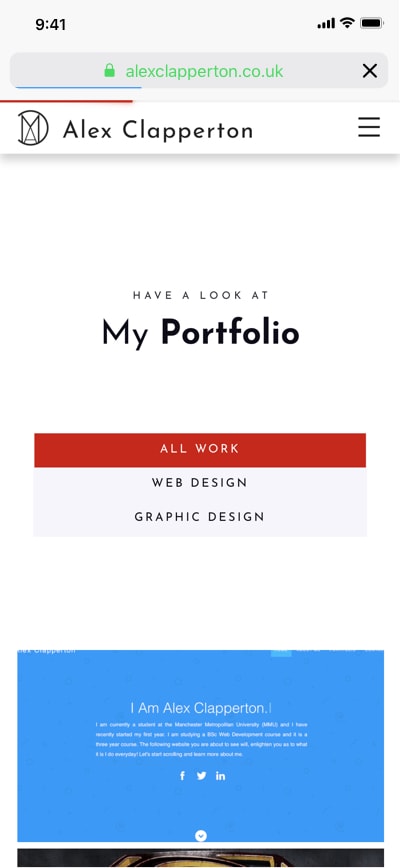 9:41
alexclapperton.co.uk
Alex Clapperton
HAVE A LOOK AT
My Portfolio
ALL WORK
WEB DESIGN
GRAPHIC DESIGN
Alex Clapperton
I Am Alex Clapperton.
I am currently a student at the Manchester Metropolitan University (MMU) and I have
recently started my first year. I am studying a BSc Web Development course and it is a
three year course. The following website you are about to see will, enlighten you as to what
it is I do everyday! Let's start scrolling and learn more about me.